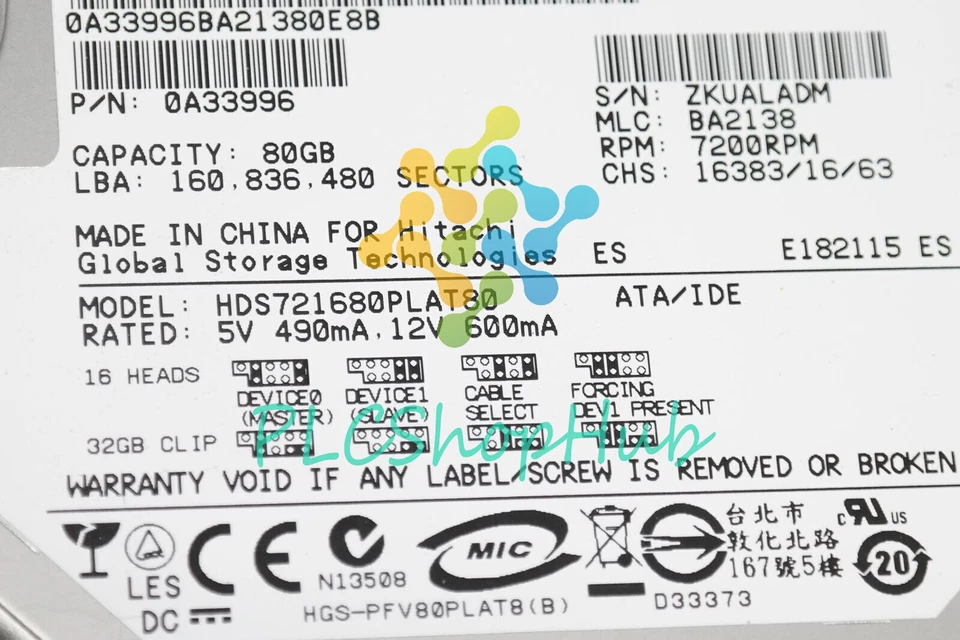 0A33996BA21380E8B
P/N: 0A33996
S/N: ZKUALADM
MLC: BA2138
CAPACITY: 80GB
RPM: 7200RPM
LBA: 160,836,480 SECTORS
CHS: 16383/16/63
MADE IN CHINA FOR Hitachi
Global Storage Technologies ES E182115 ES
MODEL: HDS721680PLAT80 ATA/IDE
RATED: 5V 490mA,12V 600mA
16 HEADS
DEVICE0 DEVICE1 CABLE FORCING
(MASTER) (SLAVE) SELECT DEV1 PRESENT
PLCShopHub
32GB CLIP
WARRANTY VOID IF ANY LABEL/SCREW IS REMOVED OR BROKEN
LES
DC
CE
N13508
MIC
HGS-PFV80PLAT8(B)
D33373
台北市
敦化北路
167號5樓
c RU US
20